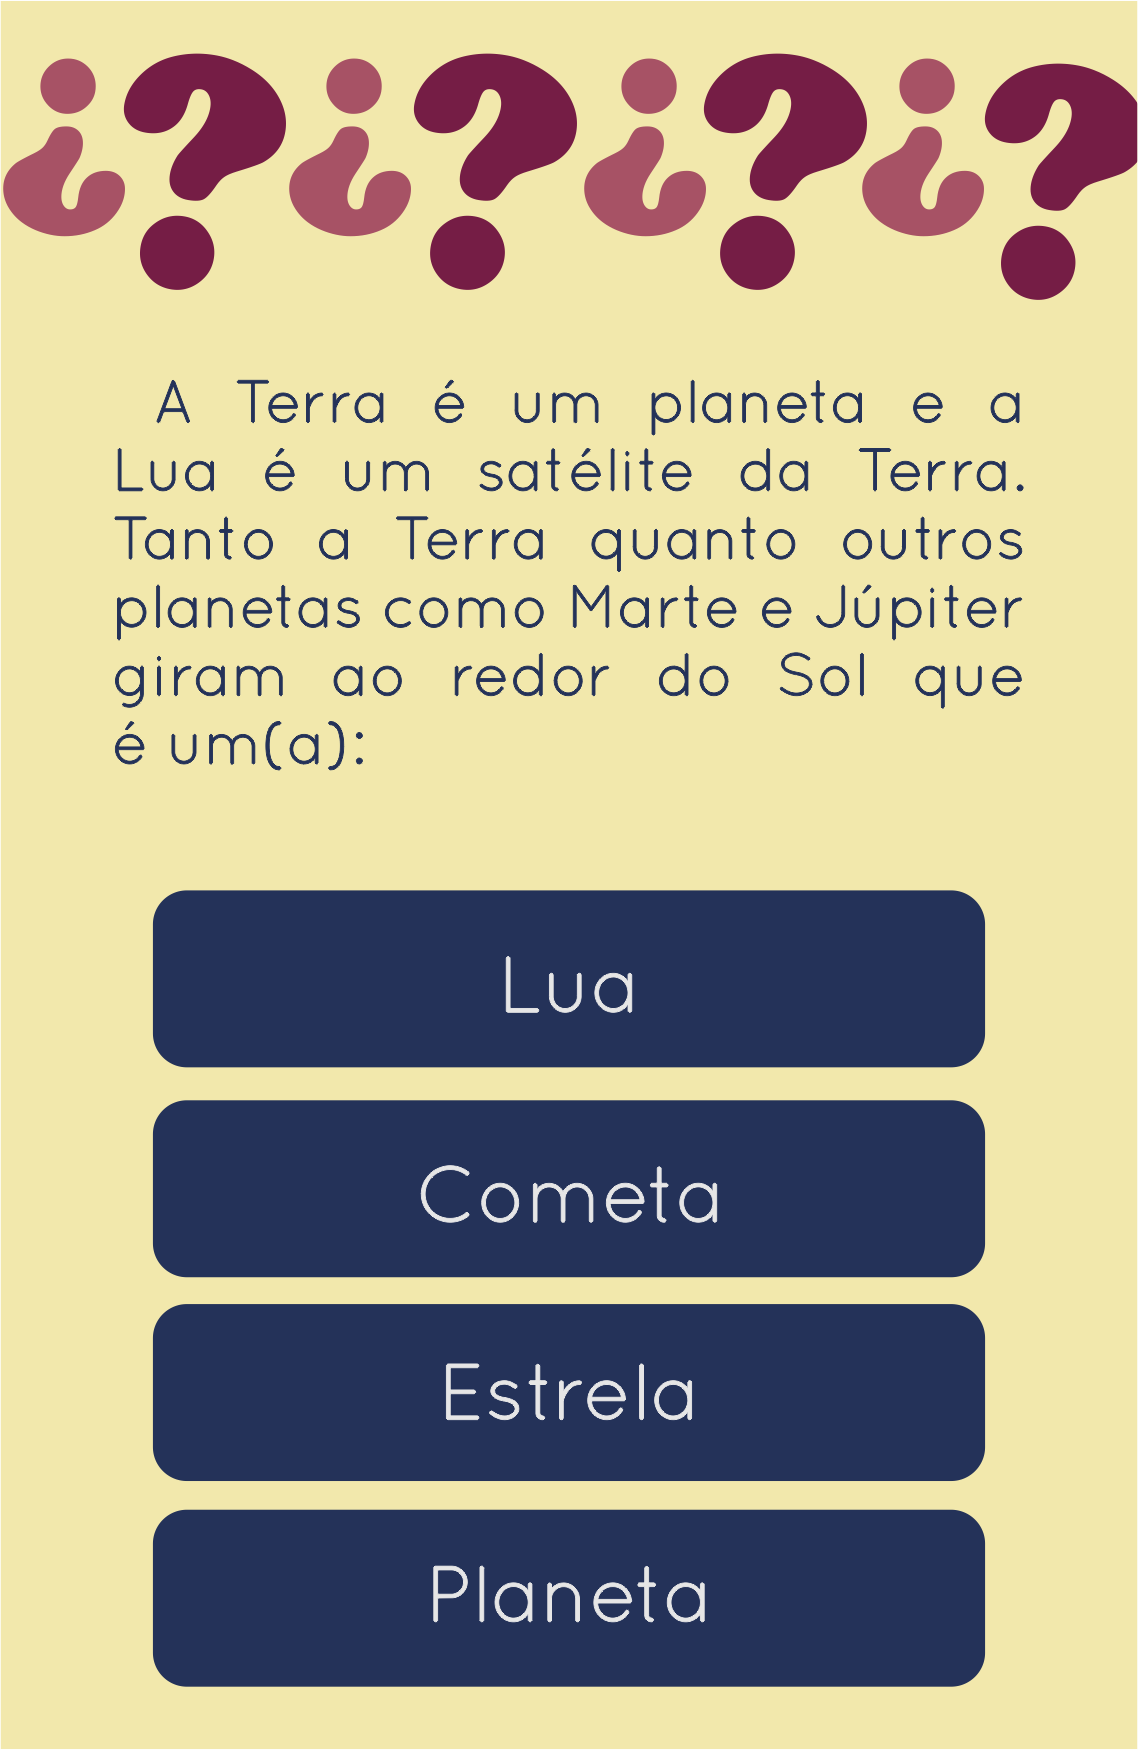 ¿?¿?¿?¿?
A Terra é um planeta e a
Lua é um satélite da Terra.
Tanto a Terra quanto outros
planetas como Marte e Júpiter
giram ao redor do Sol que
é um(a):
Lua
Cometa
Estrela
Planeta